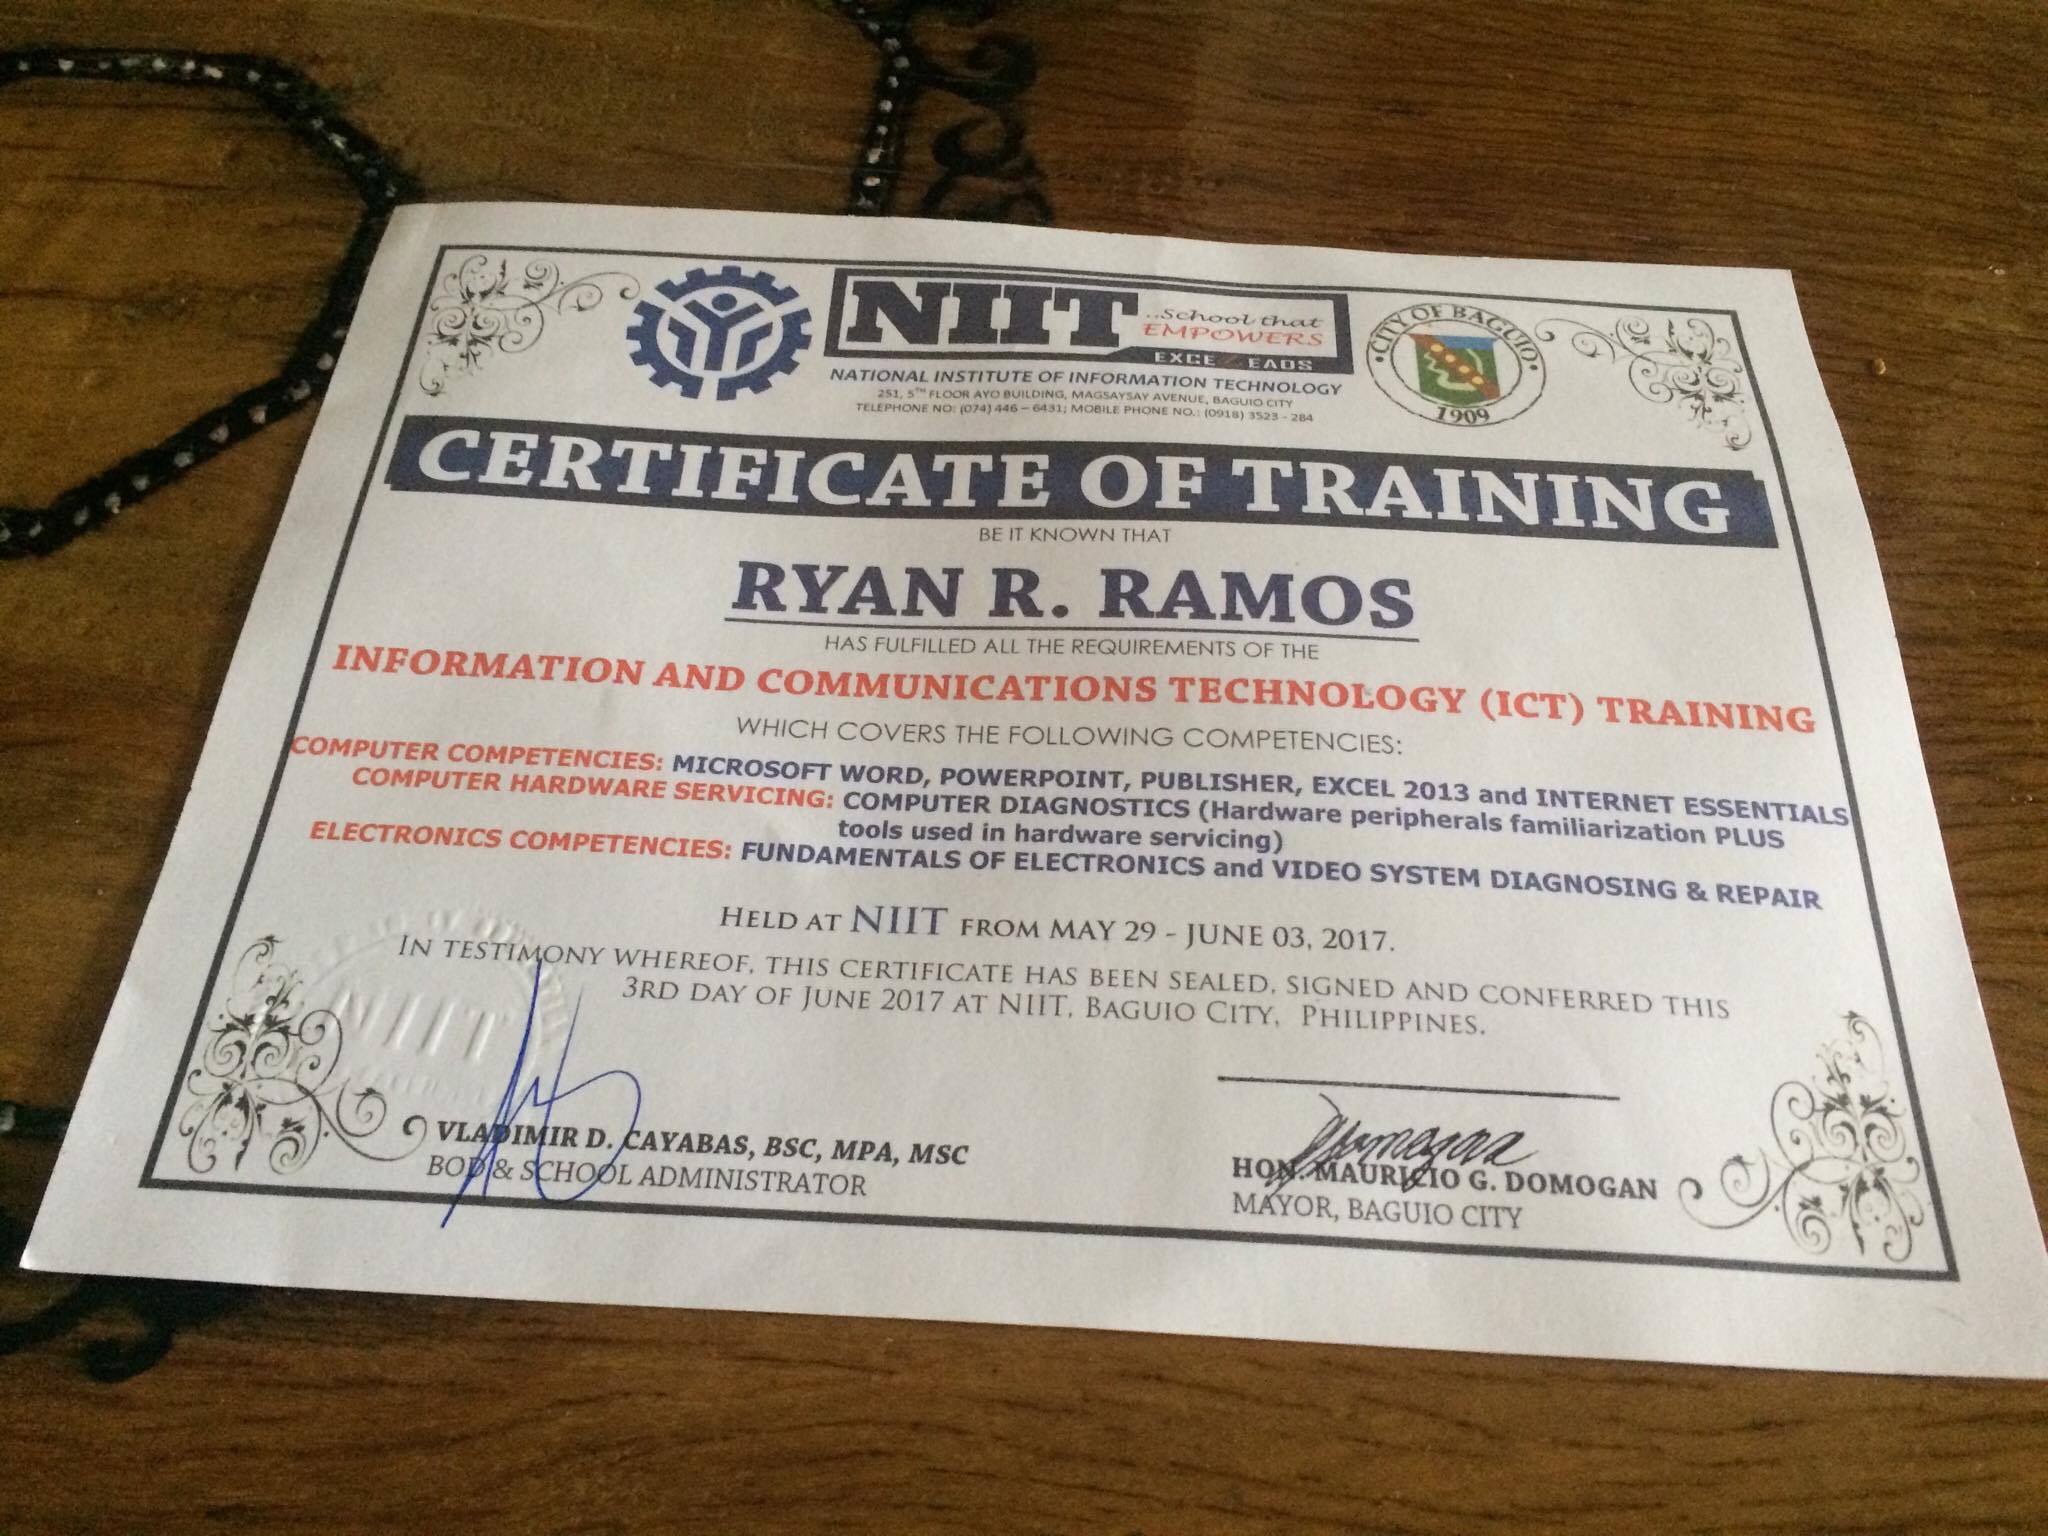 NIIT
..School that
EMPOWERS
NATIONAL INSTITUTE OF INFORMATION TECHNOLOGY
251, 5TH FLOOR AYO BUILDING, MAGSAYSAY AVENUE, BAGUIO CITY
TELEPHONE NO: (074) 446 – 6431; MOBILE PHONE NO.: (0918) 3523 - 284
CITY OF BAGUIO
1909
CERTIFICATE OF TRAINING
BE IT KNOWN THAT
RYAN R. RAMOS
HAS FULFILLED ALL THE REQUIREMENTS OF THE
INFORMATION AND COMMUNICATIONS TECHNOLOGY (ICT) TRAINING
WHICH COVERS THE FOLLOWING COMPETENCIES:
COMPUTER COMPETENCIES: MICROSOFT WORD, POWERPOINT, PUBLISHER, EXCEL 2013 and INTERNET ESSENTIALS
COMPUTER HARDWARE SERVICING: COMPUTER DIAGNOSTICS (Hardware peripherals familiarization PLUS
tools used in hardware servicing)
ELECTRONICS COMPETENCIES: FUNDAMENTALS OF ELECTRONICS and VIDEO SYSTEM DIAGNOSING & REPAIR
HELD AT NIIT FROM MAY 29 - JUNE 03, 2017.
IN TESTIMONY WHEREOF, THIS CERTIFICATE HAS BEEN SEALED, SIGNED AND CONFERRED THIS
3RD DAY OF JUNE 2017 AT NIIT, BAGUIO CITY, PHILIPPINES.
NIIT
VLADIMIR D. CAYABAS, BSC, MPA, MSC
BOD & SCHOOL ADMINISTRATOR
HON. MAURICIO G. DOMOGAN
MAYOR, BAGUIO CITY